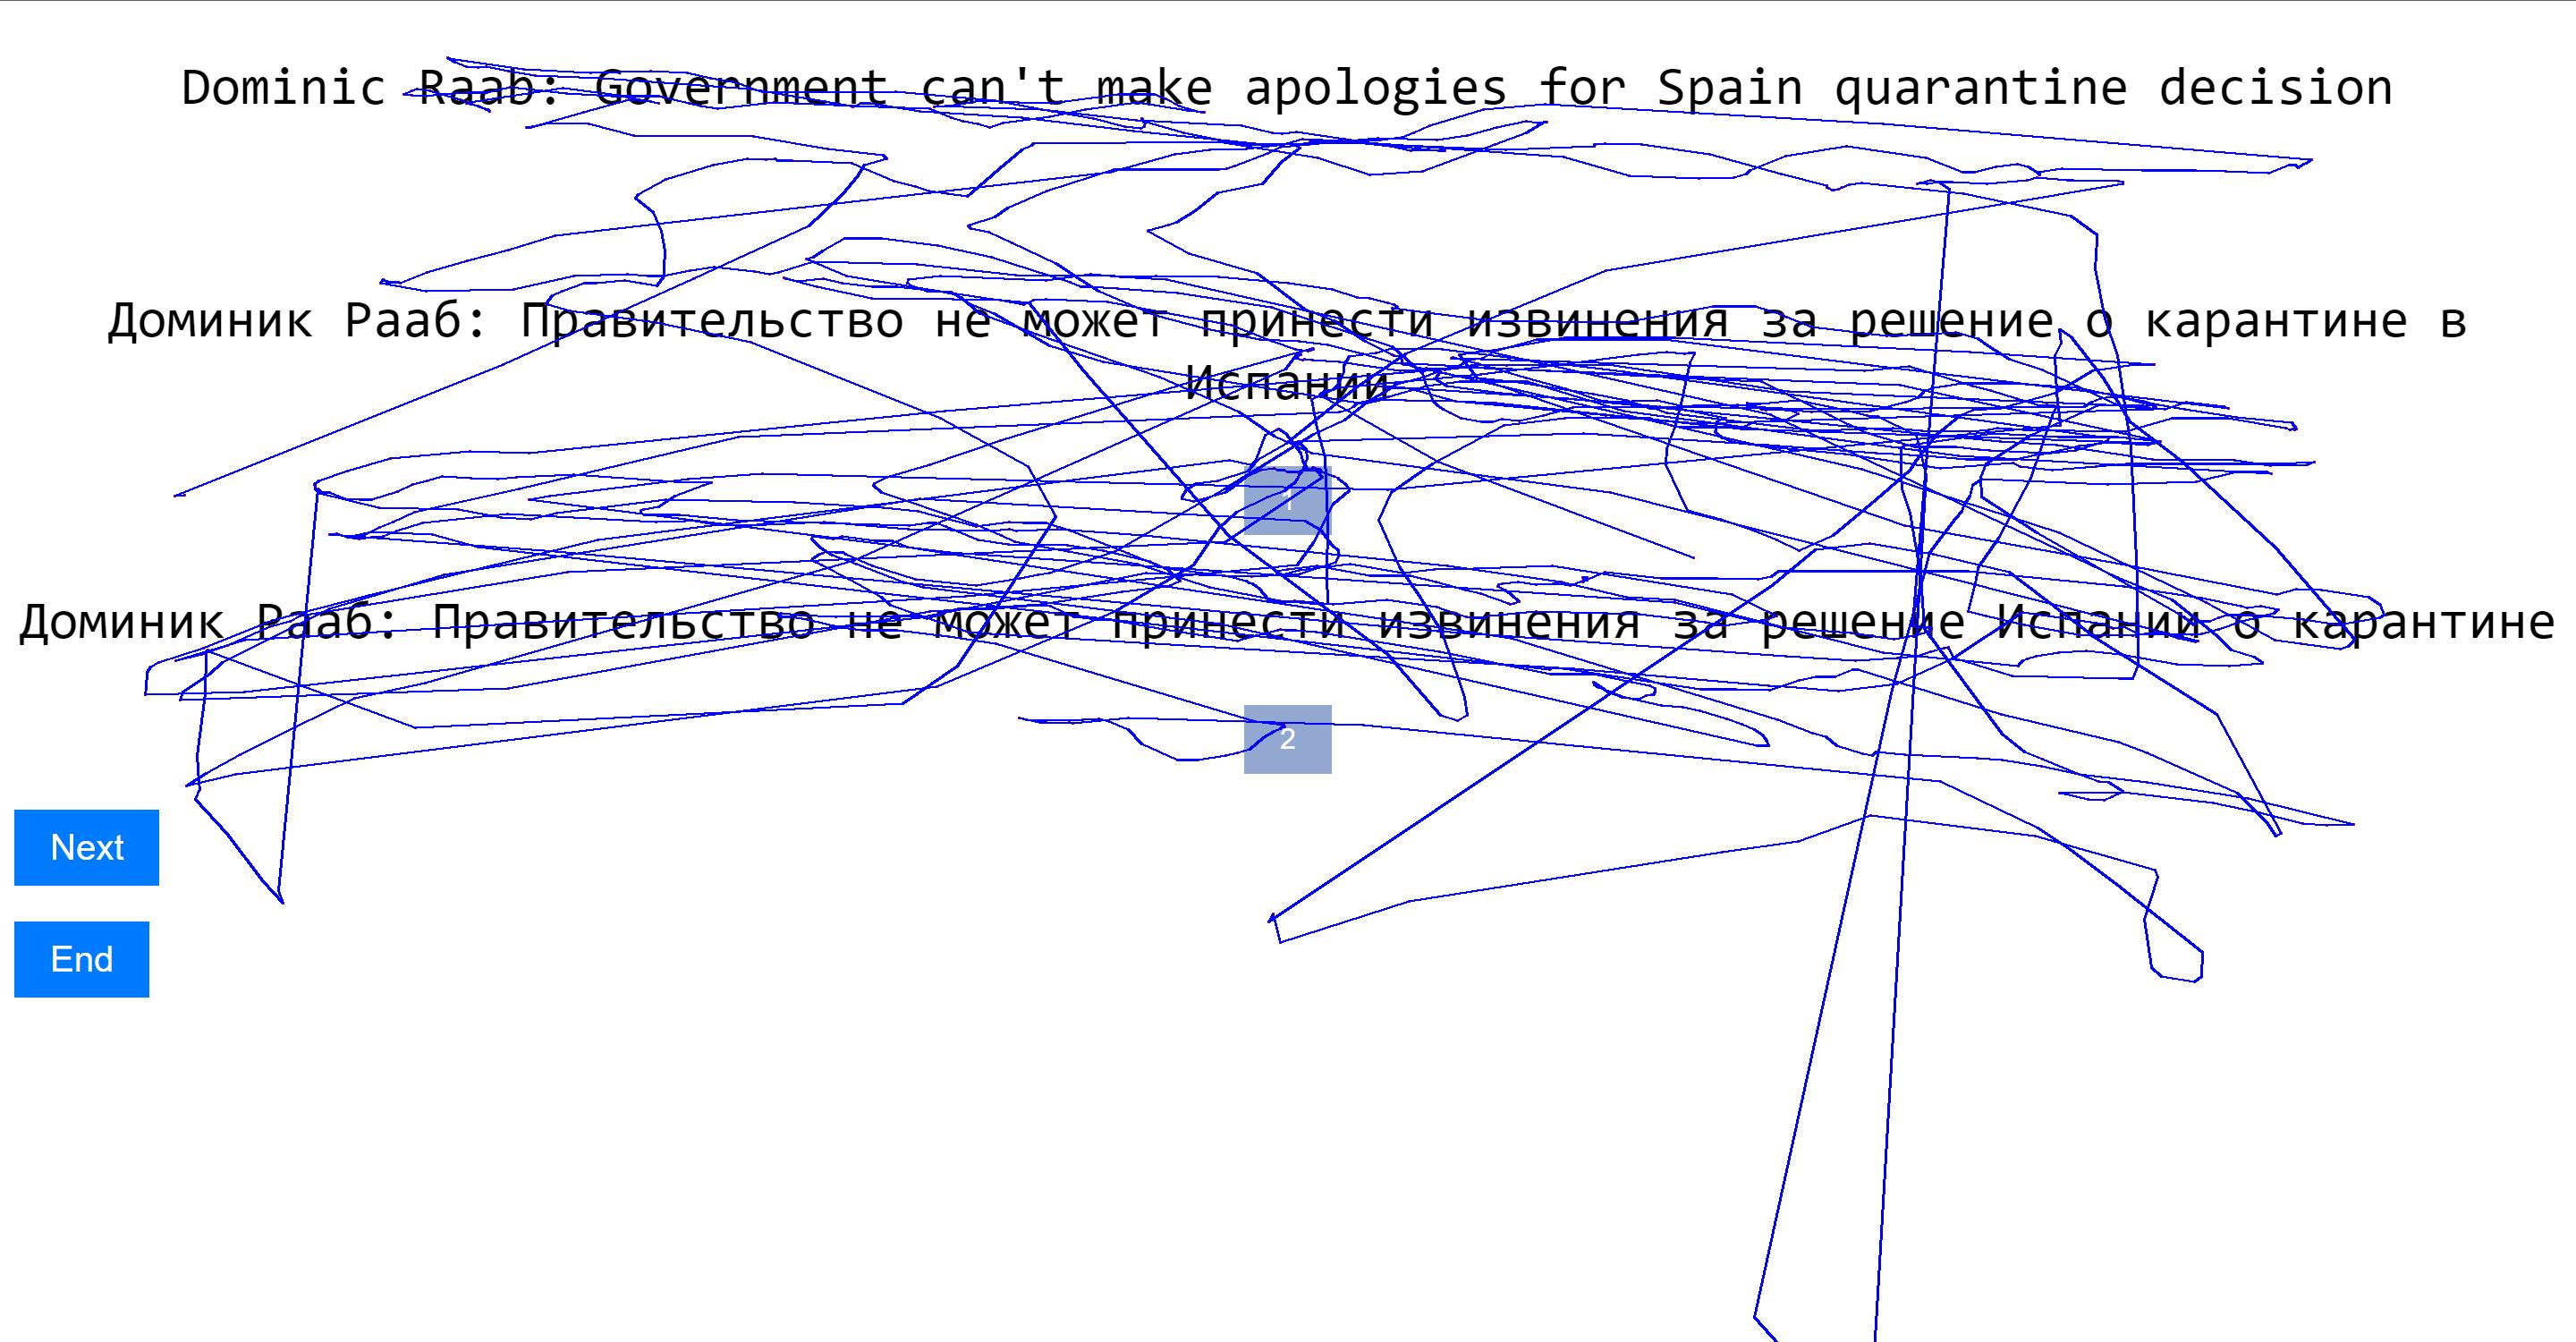 Dominic Raab: Government can't make apologies for Spain quarantine decision
Доминик Рааб: Правительство не может принести извинения за решение о карантине в
Испании
1
Доминик Рааб: Правительство не может принести извинения за решение Испании о карантине
2
Next
End